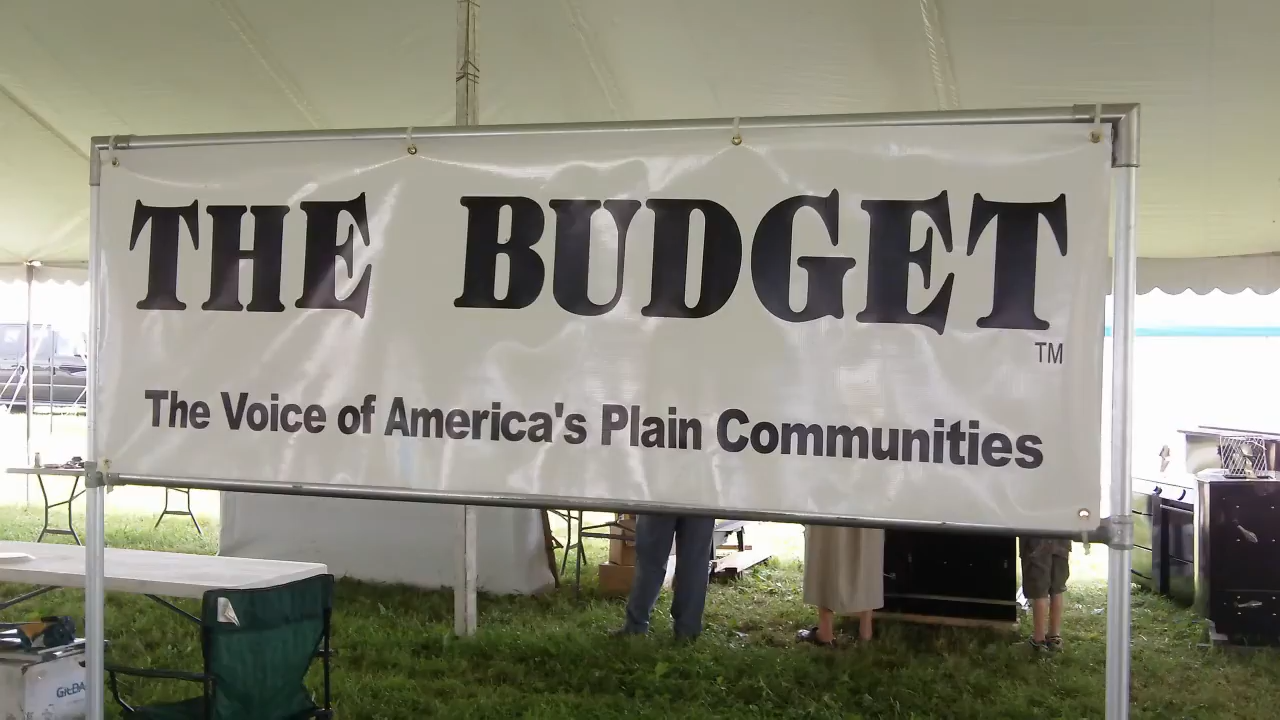 THE BUDGET
TM
The Voice of America's Plain Communities